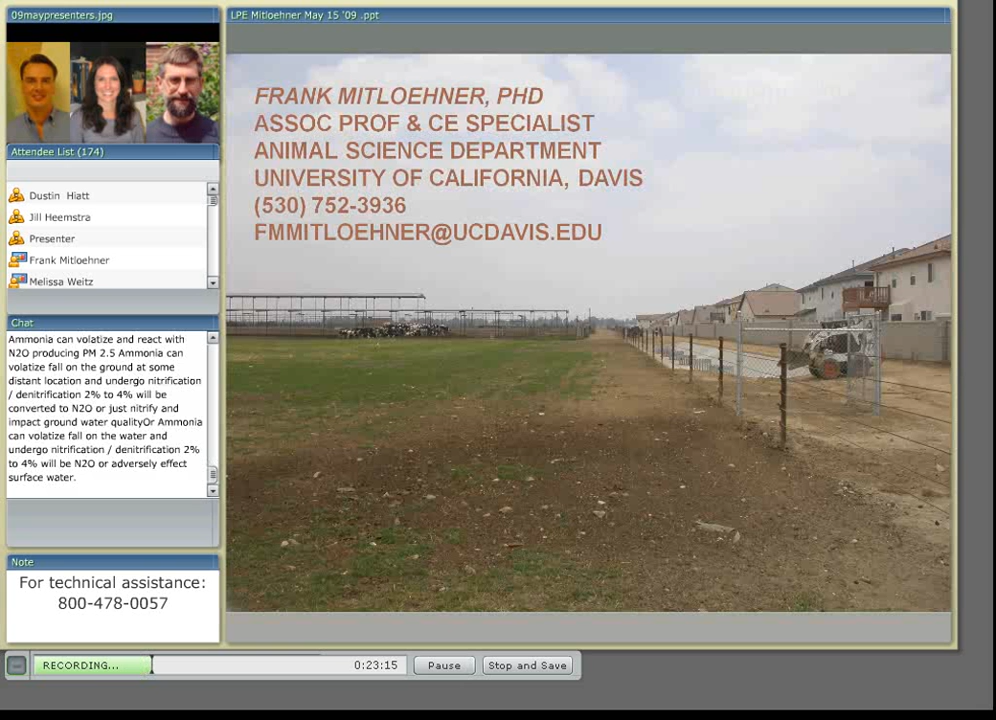 09maypresenters.jpg
Attendee List (174)
Dustin Hiatt
Jill Heemstra
Presenter
Frank Mitloehner
Melissa Weitz
Chat
Ammonia can volatize and react with
N2O producing PM 2.5 Ammonia can
volatize fall on the ground at some
distant location and undergo nitrification
/ denitrification 2% to 4% will be
converted to N2O or just nitrify and
impact ground water qualityOr Ammonia
can volatize fall on the water and
undergo nitrification / denitrification 2%
to 4% will be N2O or adversely effect
surface water.
Note
For technical assistance:
800-478-0057
LPE Mitloehner May 15 '09 .ppt
FRANK MITLOEHNER, PHD
ASSOC PROF & CE SPECIALIST
ANIMAL SCIENCE DEPARTMENT
UNIVERSITY OF CALIFORNIA, DAVIS
(530) 752-3936
FMMITLOEHNER@UCDAVIS.EDU
RECORDING... 0:23:15 Pause Stop and Save